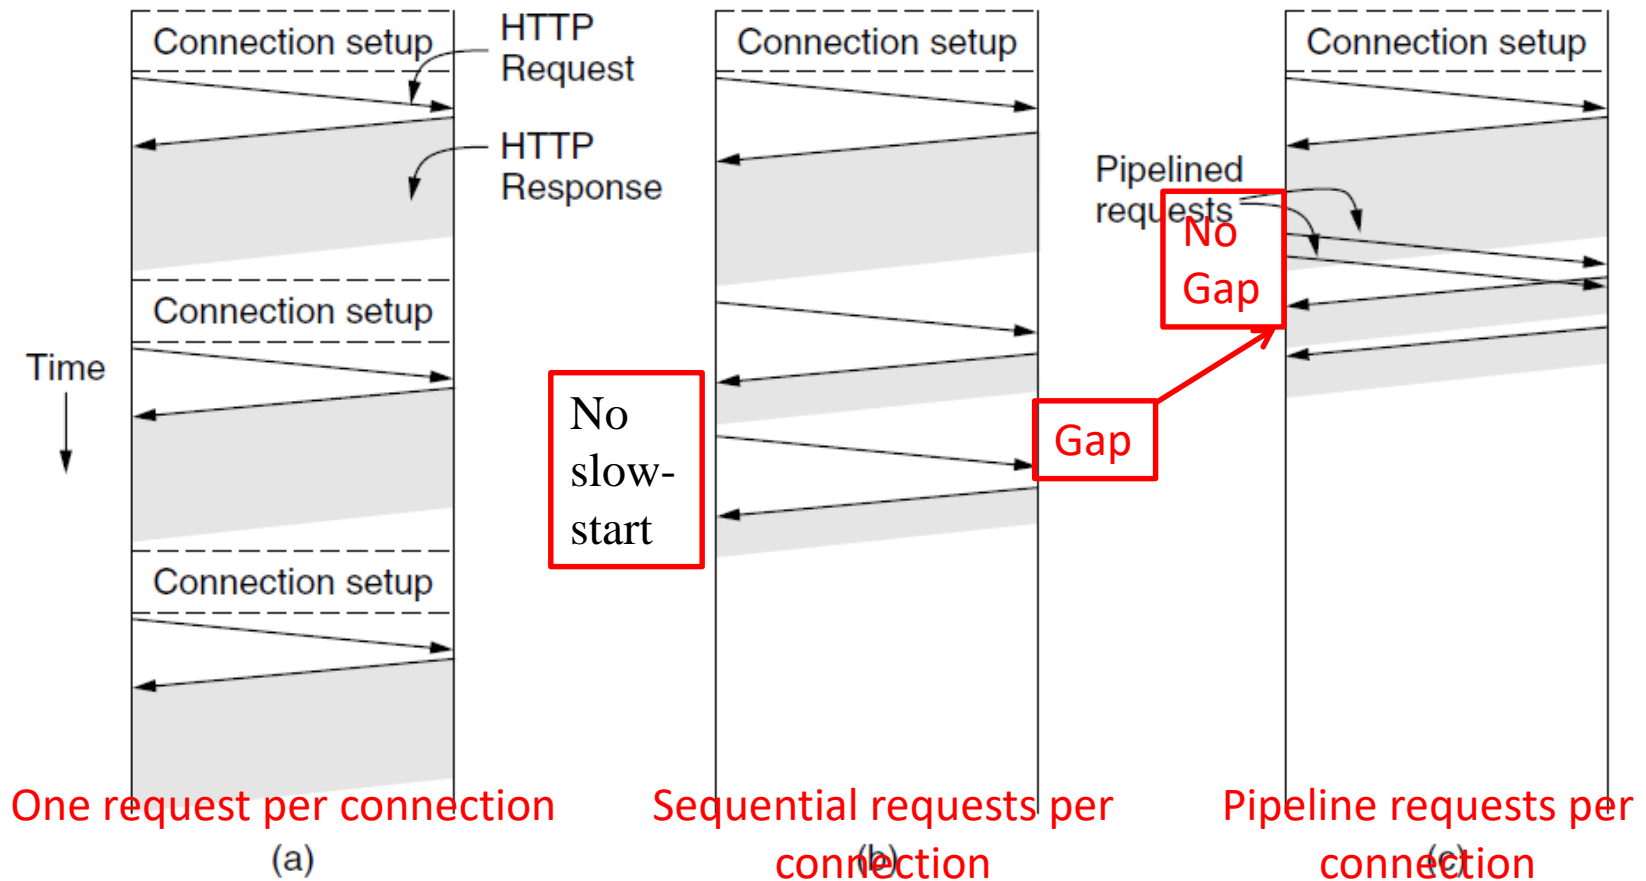 Connection setup
HTTP
Request
HTTP
Response
Connection setup
Time
Connection setup
One request per connection
(a)
Connection setup
No
slow-
start
Gap
Sequential requests per
connection
(b)
Connection setup
Pipelined
requests
No
Gap
Pipeline requests per
connection
(c)